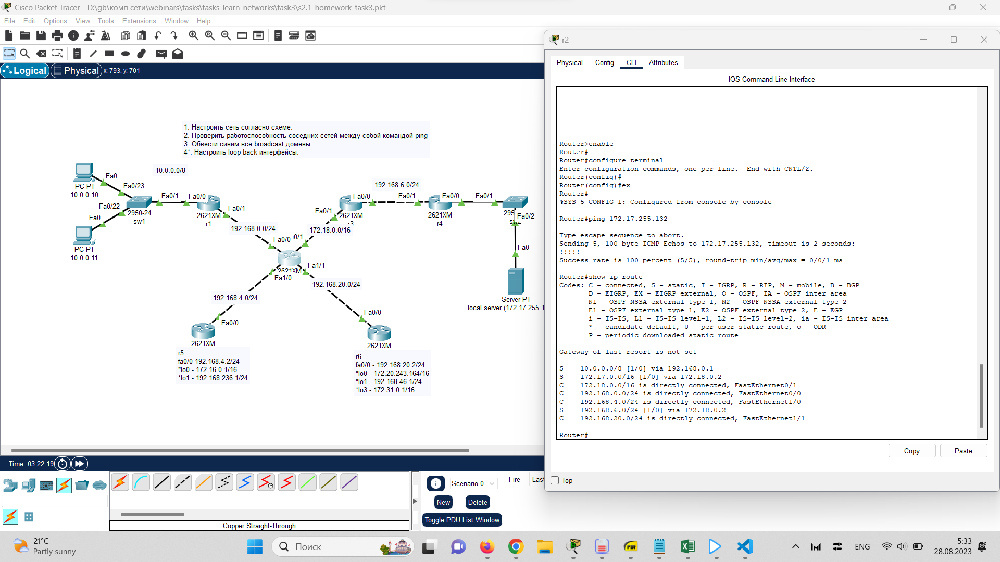 Cisco Packet Tracer - D:\gb\комп сети\webinars\tasks\tasks_learn_networks\task3\s2.1_homework_task3.pkt
File Edit Options View Tools Extensions Window Help
Logical Physical x: 793, y: 701
1. Настроить сеть согласно схеме.
2. Проверить работоспособность соседних сетей между собой командой ping
3. Обвести синим все broadcast домены
4*. Настроить loop back интерфейсы.
10.0.0.0/8
Fa0
PC-PT
10.0.0.10
Fa0/23
Fa0/22
Fa0
PC-PT
10.0.0.11
2950-24
sw1
Fa0/1
Fa0/0
2621XM
r1
Fa0/1
192.168.0.0/24
Fa0/0
0/1
172.18.0.0/16
Fa0/1
Fa0/0
2621XM
r3
192.168.6.0/24
Fa0/1
Fa0/0
2621XM
r4
Fa0/1
295
Fa0/2
Fa0
Server-PT
local server (172.17.255.1
2621XM
Fa1/1
Fa1/0
192.168.20.0/24
192.168.4.0/24
Fa0/0
2621XM
r5
fa0/0 192.168.4.2/24
*lo0 - 172.16.0.1/16
*lo1 - 192.168.236.1/24
Fa0/0
2621XM
r6
fa0/0 - 192.168.20.2/24
*lo0 - 172.20.243.164/16
*lo1 - 192.168.46.1/24
*lo3 - 172.31.0.1/16
r2
Physical Config CLI Attributes
IOS Command Line Interface
Router>enable
Router#
Router#configure terminal
Enter configuration commands, one per line.  End with CNTL/Z.
Router(config)#
Router(config)#ex
Router#
%SYS-5-CONFIG_I: Configured from console by console
Router#ping 172.17.255.132
Type escape sequence to abort.
Sending 5, 100-byte ICMP Echos to 172.17.255.132, timeout is 2 seconds:
!!!!!
Success rate is 100 percent (5/5), round-trip min/avg/max = 0/0/1 ms
Router#show ip route
Codes: C - connected, S - static, I - IGRP, R - RIP, M - mobile, B - BGP
D - EIGRP, EX - EIGRP external, O - OSPF, IA - OSPF inter area
N1 - OSPF NSSA external type 1, N2 - OSPF NSSA external type 2
E1 - OSPF external type 1, E2 - OSPF external type 2, E - EGP
i - IS-IS, L1 - IS-IS level-1, L2 - IS-IS level-2, ia - IS-IS inter area
* - candidate default, U - per-user static route, o - ODR
P - periodic downloaded static route
Gateway of last resort is not set
S    10.0.0.0/8 [1/0] via 192.168.0.1
S    172.17.0.0/16 [1/0] via 172.18.0.2
C    172.18.0.0/16 is directly connected, FastEthernet0/1
C    192.168.0.0/24 is directly connected, FastEthernet0/0
C    192.168.4.0/24 is directly connected, FastEthernet1/0
S    192.168.6.0/24 [1/0] via 172.18.0.2
C    192.168.20.0/24 is directly connected, FastEthernet1/1
Router#
Copy Paste
Top
Time: 03:22:19
Scenario 0
New Delete
Toggle PDU List Window
Fire Last
Copper Straight-Through
21°C
Partly sunny
Поиск
PDF
ENG
5:33
28.08.2023